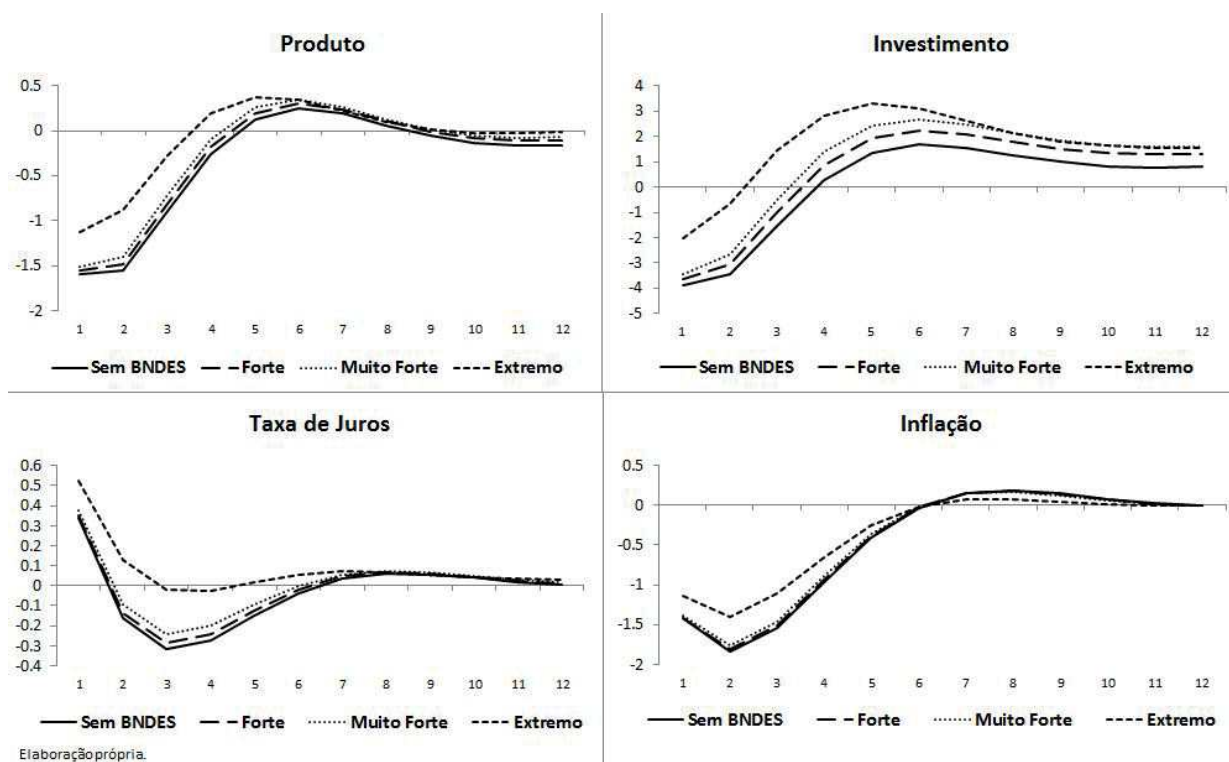 Produto
0.5
0
-0.5
-1
-1.5
-2
1 2 3 4 5 6 7 8 9 10 11 12
Sem BNDES Forte Muito Forte Extremo
Investimento
4
3
2
1
0
-1
-2
-3
-4
-5
1 2 3 4 5 6 7 8 9 10 11 12
Sem BNDES Forte Muito Forte Extremo
Taxa de Juros
0.6
0.5
0.4
0.3
0.2
0.1
0
-0.1
-0.2
-0.3
-0.4
1 2 3 4 5 6 7 8 9 10 11 12
Sem BNDES Forte Muito Forte Extremo
Inflação
0.5
0
-0.5
-1
-1.5
-2
1 2 3 4 5 6 7 8 9 10 11 12
Sem BNDES Forte Muito Forte Extremo
Elaboração própria.